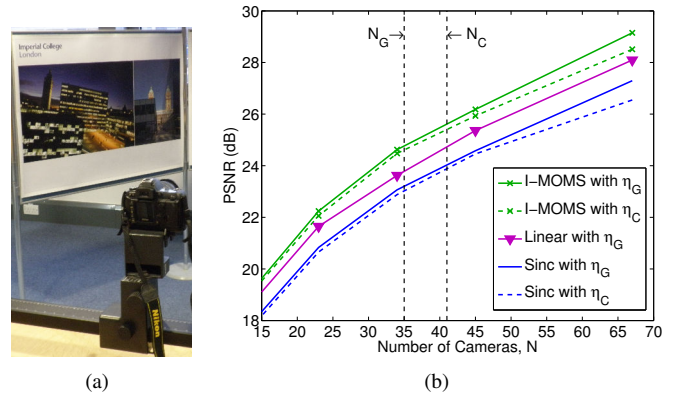 Imperial College
London
Nikon
(a)
PSNR (dB)
30
28
26
24
22
20
18
N_G→
← N_C
I-MOMS with η_G
I-MOMS with η_C
Linear with η_G
Sinc with η_G
Sinc with η_C
15 20 25 30 35 40 45 50 55 60 65 70
Number of Cameras, N
(b)